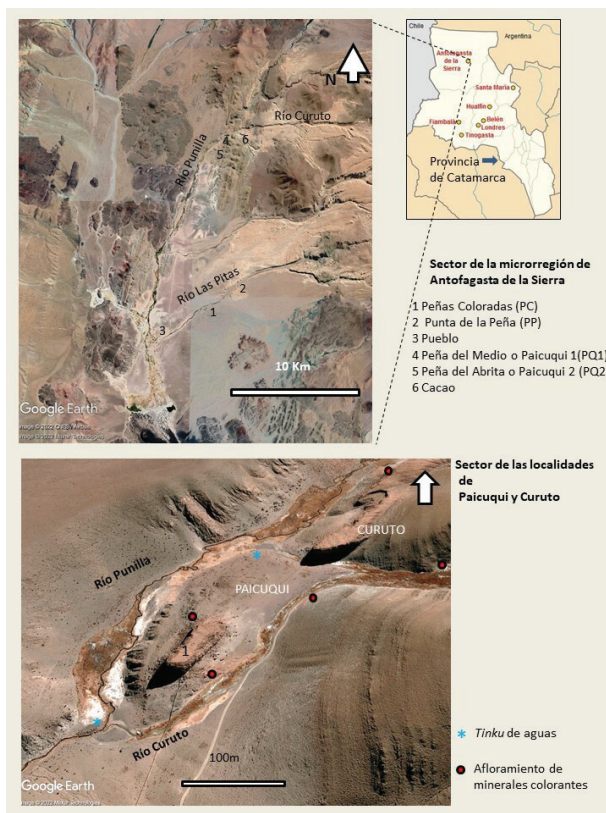 N
Río Curuto
Río Punilla
4 6
5
Río Las Pitas
2
1
3
10 Km
Google Earth
Chile
Argentina
Antofagasta
de la
Sierra
Santa María
Hualfin
Fiambalá
Belén
Londres
Tinogasta
Provincia
de Catamarca
Sector de la microrregión de
Antofagasta de la Sierra
1 Peñas Coloradas (PC)
2 Punta de la Peña (PP)
3 Pueblo
4 Peña del Medio o Paicuqui 1(PQ1)
5 Peña del Abrita o Paicuqui 2 (PQ2
6 Cacao
Sector de las localidades
de
Paicuqui y Curuto
CURUTO
Río Punilla
PAICUQUI
1
Río Curuto
100m
Google Earth
Tinku de aguas
Afloramiento de
minerales colorantes